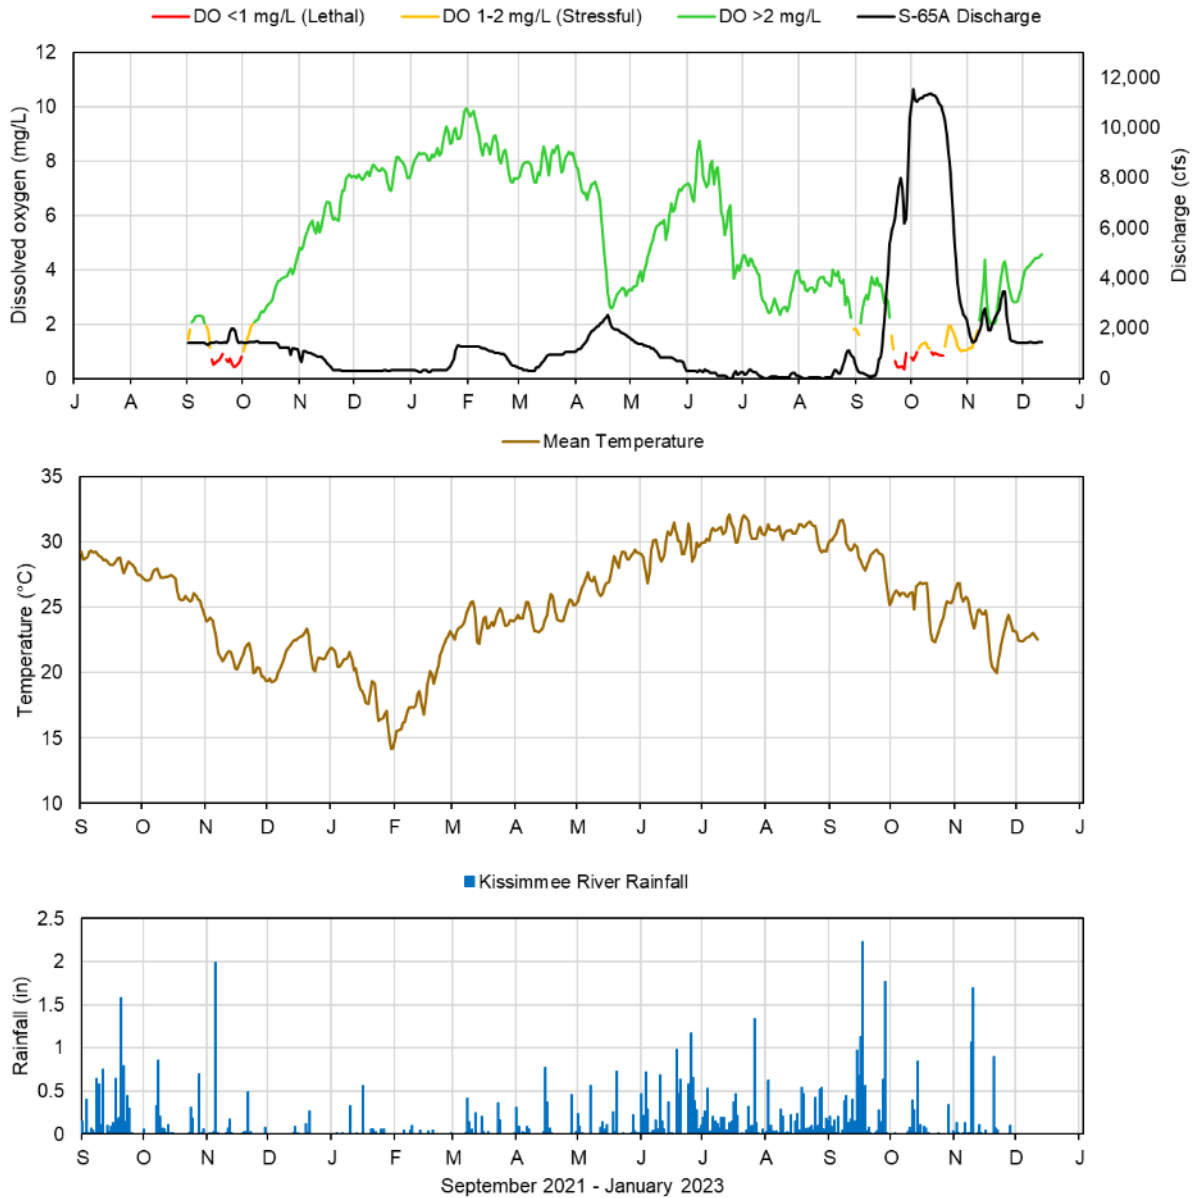 DO <1 mg/L (Lethal) DO 1-2 mg/L (Stressful) DO >2 mg/L S-65A Discharge
12
10
8
6
4
2
0
Dissolved oxygen (mg/L)
12,000
10,000
8,000
6,000
4,000
2,000
0
Discharge (cfs)
J A S O N D J F M A M J J A S O N D J
Mean Temperature
35
30
25
20
15
10
Temperature (°C)
S O N D J F M A M J J A S O N D J
Kissimmee River Rainfall
2.5
2
1.5
1
0.5
0
Rainfall (in)
S O N D J F M A M J J A S O N D J
September 2021 - January 2023